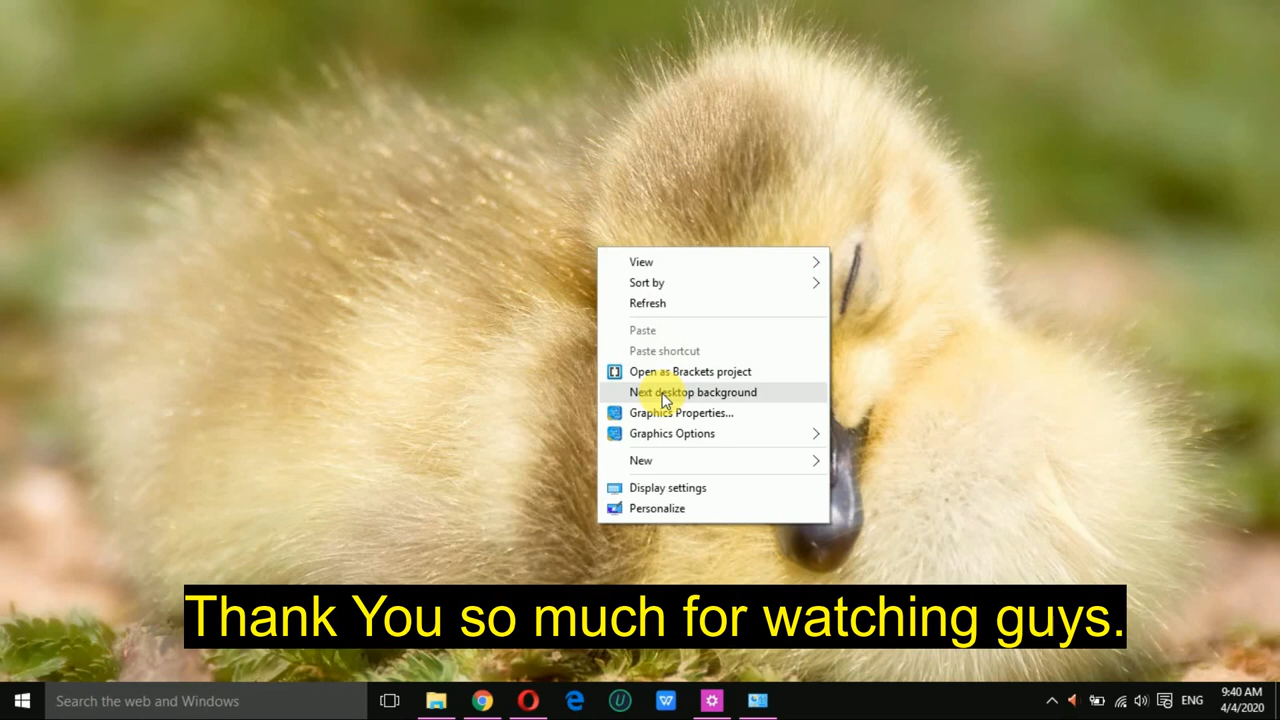 View
Sort by
Refresh
Paste
Paste shortcut
Open as Brackets project
Next desktop background
Graphics Properties...
Graphics Options
New
Display settings
Personalize
Thank You so much for watching guys.
Search the web and Windows
ENG
9:40 AM
4/4/2020